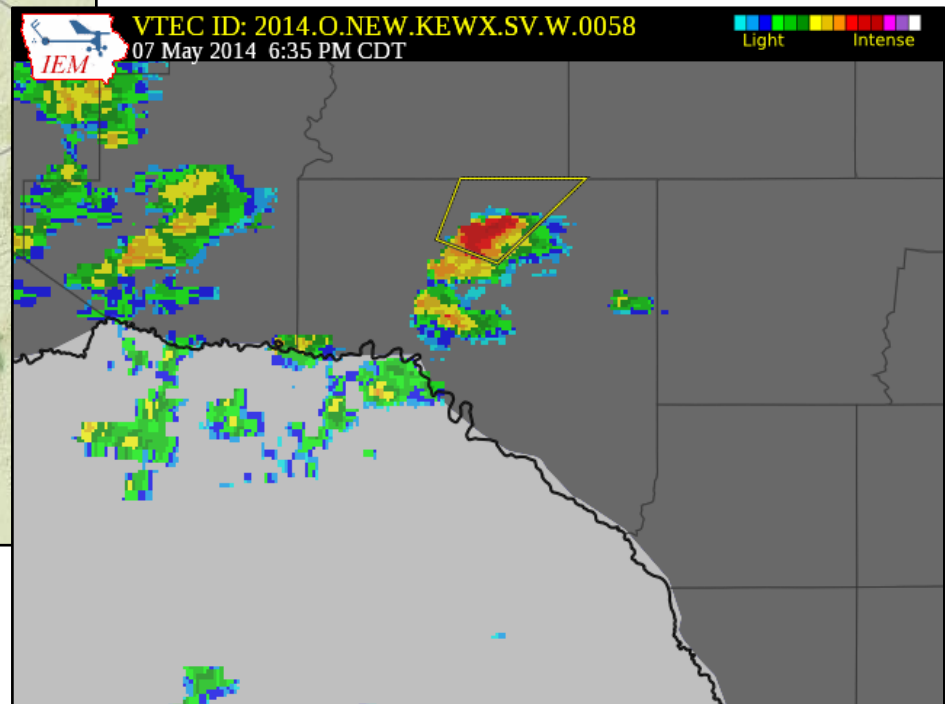 VTEC ID: 2014.O.NEW.KEWX.SV.W.0058
07 May 2014 6:35 PM CDT
IEM
Light Intense